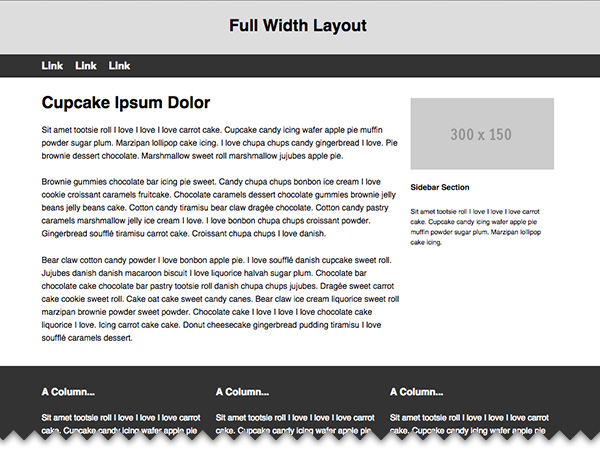 Full Width Layout
Link Link Link
Cupcake Ipsum Dolor
Sit amet tootsie roll I love I love I love carrot cake. Cupcake candy icing wafer apple pie muffin
powder sugar plum. Marzipan lollipop cake icing. I love chupa chups candy gingerbread I love. Pie
brownie dessert chocolate. Marshmallow sweet roll marshmallow jujubes apple pie.
Brownie gummies chocolate bar icing pie sweet. Candy chupa chups bonbon ice cream I love
cookie croissant caramels fruitcake. Chocolate caramels dessert chocolate gummies brownie jelly
beans jelly beans cake. Cotton candy tiramisu bear claw dragée chocolate. Cotton candy pastry
caramels marshmallow jelly ice cream I love. I love bonbon chupa chups croissant powder.
Gingerbread soufflé tiramisu carrot cake. Croissant chupa chups I love danish.
Bear claw cotton candy powder I love bonbon apple pie. I love soufflé danish cupcake sweet roll.
Jujubes danish danish macaroon biscuit I love liquorice halvah sugar plum. Chocolate bar
chocolate cake chocolate bar pastry tootsie roll danish chupa chups jujubes. Dragée sweet carrot
cake cookie sweet roll. Cake oat cake sweet candy canes. Bear claw ice cream liquorice sweet roll
marzipan brownie powder sweet powder. Chocolate cake I love I love I love chocolate cake
liquorice I love. Icing carrot cake cake. Donut cheesecake gingerbread pudding tiramisu I love
soufflé caramels dessert.
300 x 150
Sidebar Section
Sit amet tootsie roll I love I love I love carrot
cake. Cupcake candy icing wafer apple pie
muffin powder sugar plum. Marzipan lollipop
cake icing.
A Column...
Sit amet tootsie roll I love I love I love carrot
cake. Cupcake candy icing wafer apple pie
A Column...
Sit amet tootsie roll I love I love I love carrot
cake. Cupcake candy icing wafer apple pie
A Column...
Sit amet tootsie roll I love I love I love carrot
cake. Cupcake candy icing wafer apple pie